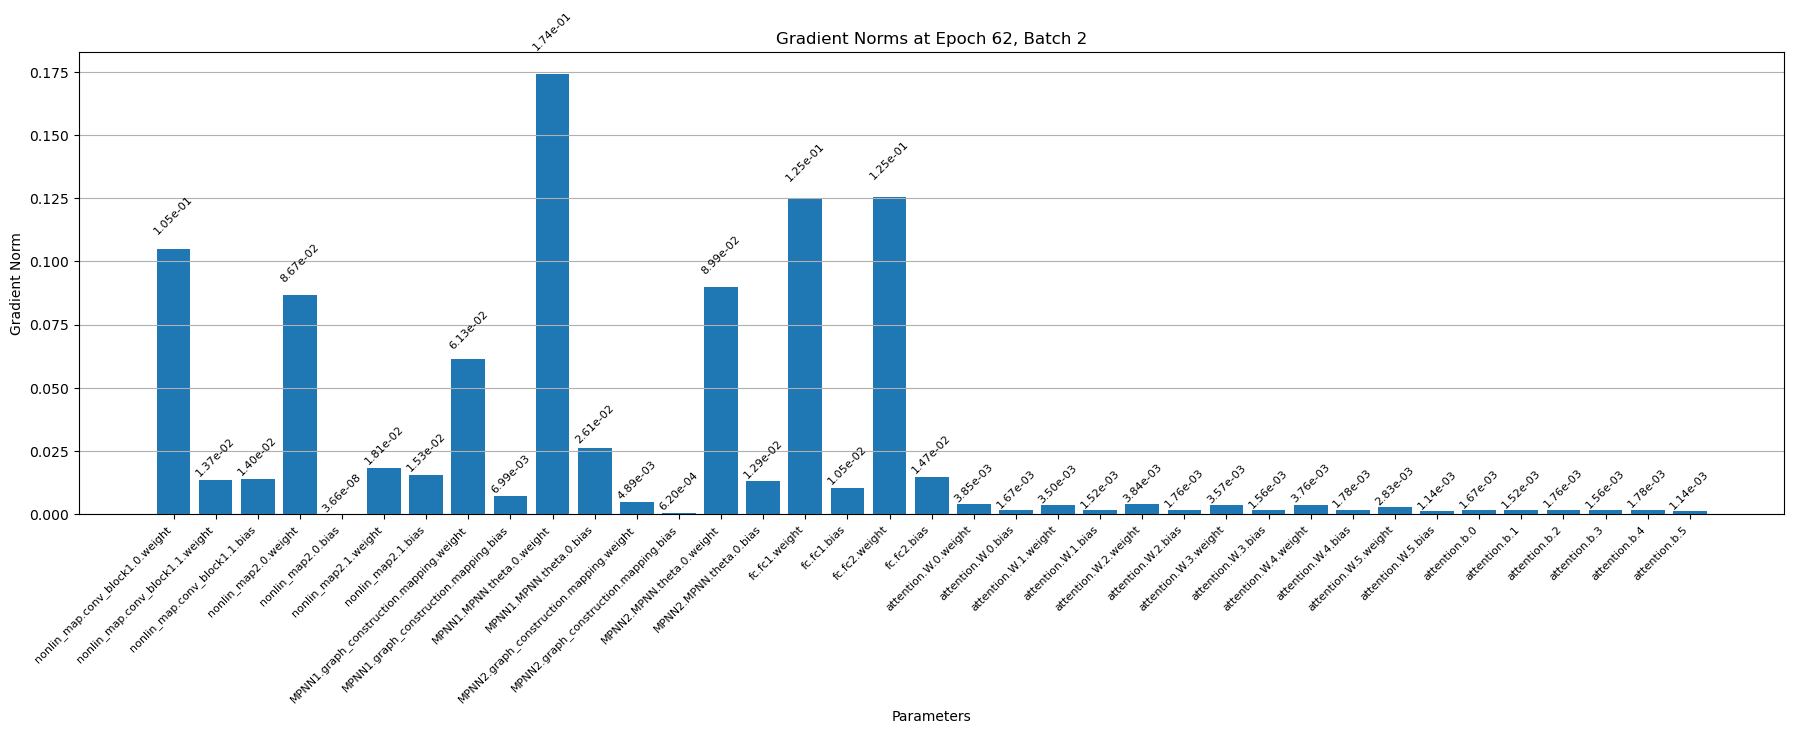 Gradient Norms at Epoch 62, Batch 2
Gradient Norm
0.175
0.150
0.125
0.100
0.075
0.050
0.025
0.000
1.05e-01
1.37e-02
1.40e-02
8.67e-02
3.66e-08
1.81e-02
1.53e-02
6.13e-02
6.99e-03
1.74e-01
2.61e-02
4.89e-03
6.20e-04
8.99e-02
1.29e-02
1.25e-01
1.05e-02
1.25e-01
1.47e-02
3.85e-03
1.67e-03
3.50e-03
1.52e-03
3.84e-03
1.76e-03
3.57e-03
1.56e-03
3.76e-03
1.78e-03
2.83e-03
1.14e-03
1.67e-03
1.52e-03
1.76e-03
1.56e-03
1.78e-03
1.14e-03
nonlin_map.conv_block1.0.weight
nonlin_map.conv_block1.1.weight
nonlin_map.conv_block1.1.bias
nonlin_map2.0.weight
nonlin_map2.0.bias
nonlin_map2.1.weight
nonlin_map2.1.bias
MPNN1.graph_construction.mapping.weight
MPNN1.graph_construction.mapping.bias
MPNN1.MPNN.theta.0.weight
MPNN1.MPNN.theta.0.bias
MPNN2.graph_construction.mapping.weight
MPNN2.graph_construction.mapping.bias
MPNN2.MPNN.theta.0.weight
MPNN2.MPNN.theta.0.bias
fc.fc1.weight
fc.fc1.bias
fc.fc2.weight
fc.fc2.bias
attention.W.0.weight
attention.W.0.bias
attention.W.1.weight
attention.W.1.bias
attention.W.2.weight
attention.W.2.bias
attention.W.3.weight
attention.W.3.bias
attention.W.4.weight
attention.W.4.bias
attention.W.5.weight
attention.W.5.bias
attention.b.0
attention.b.1
attention.b.2
attention.b.3
attention.b.4
attention.b.5
Parameters